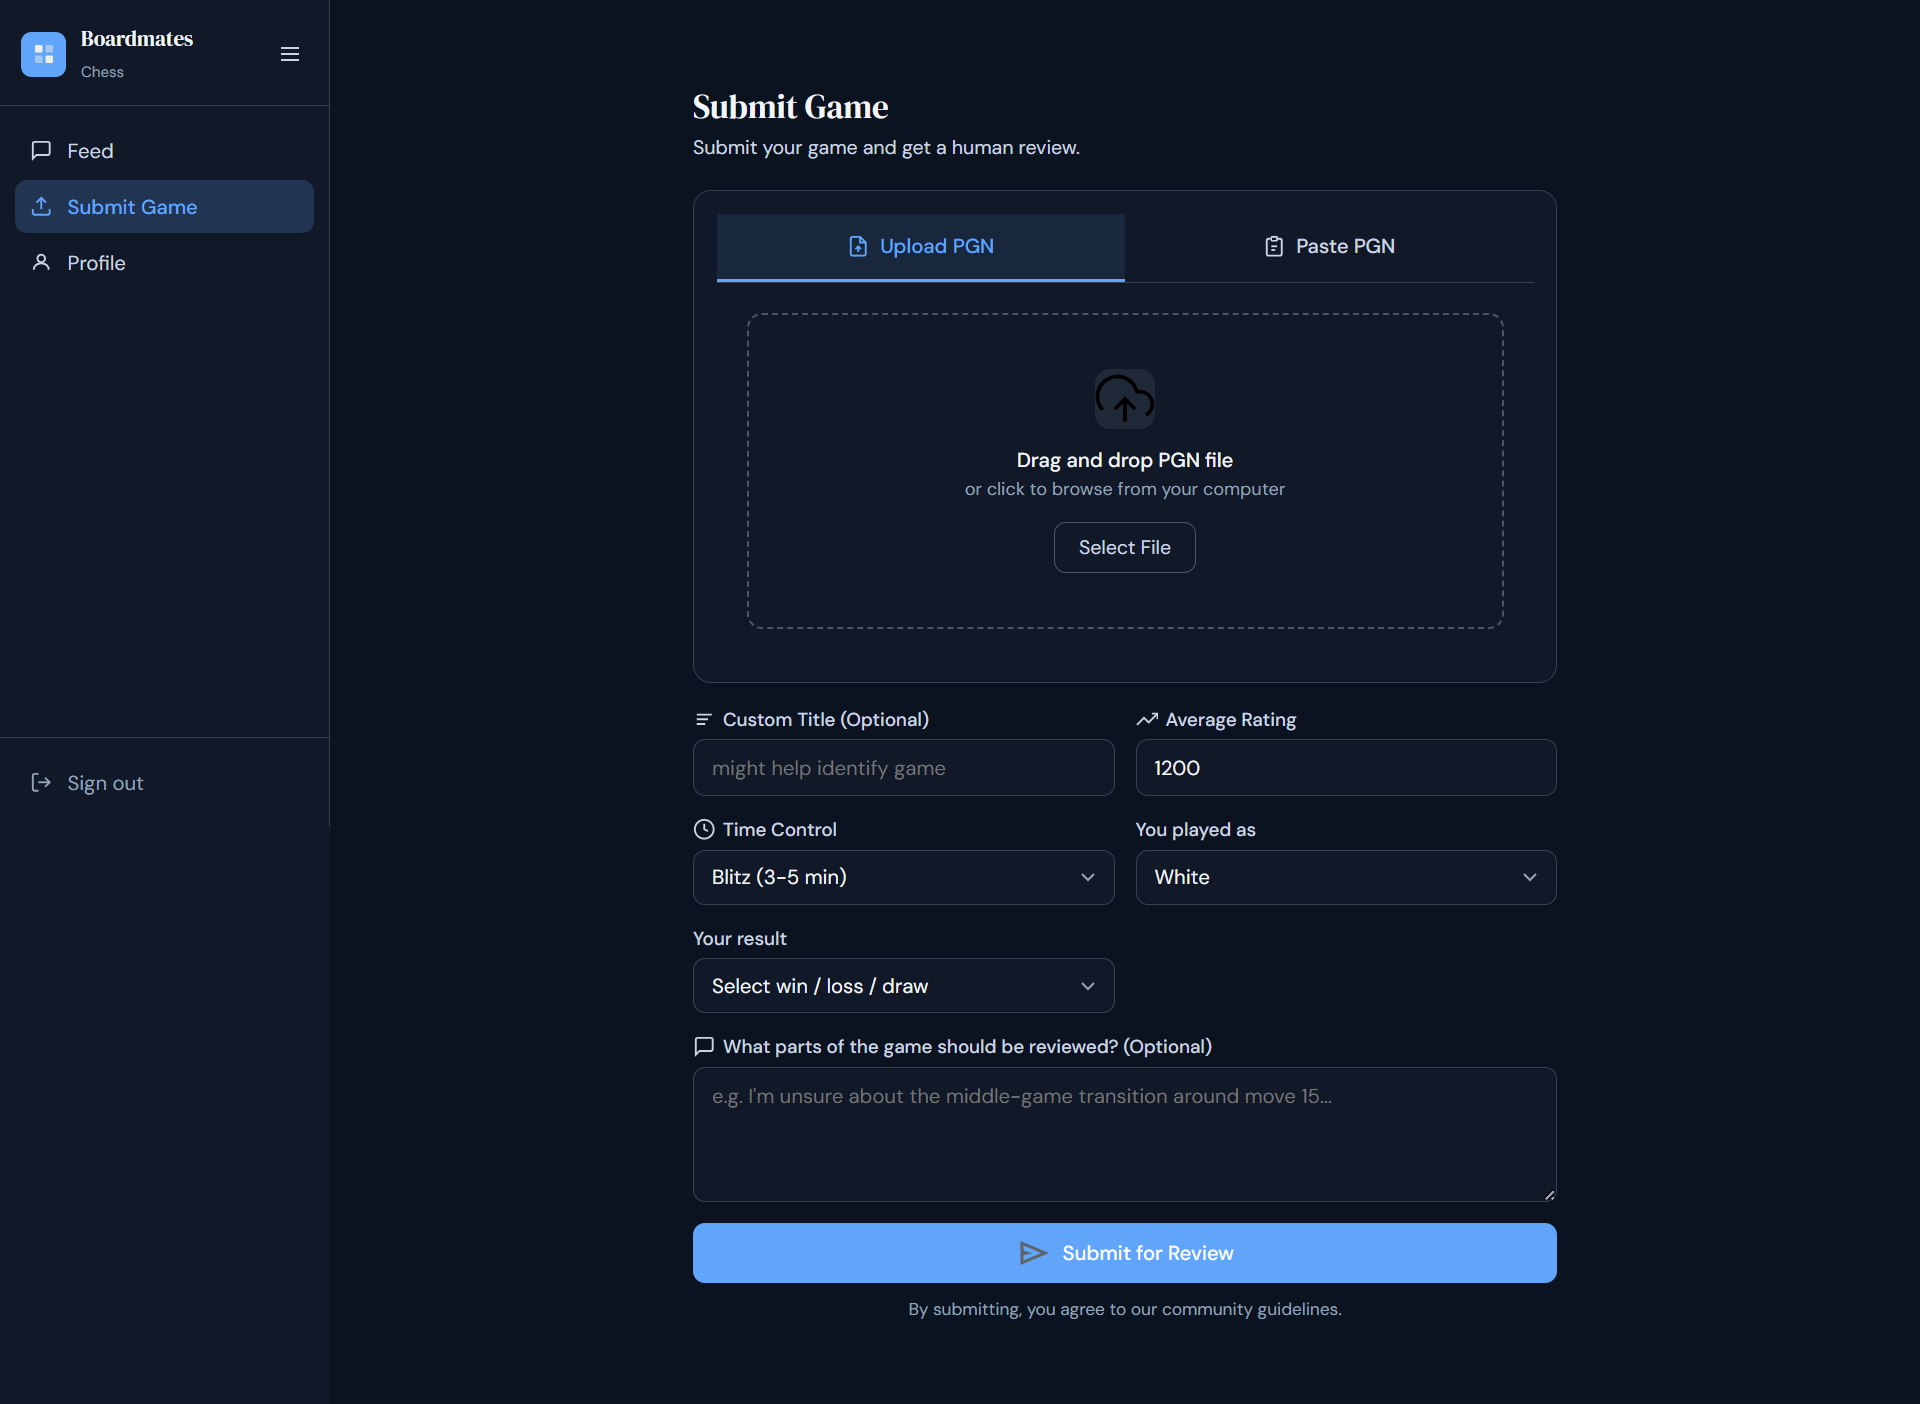 Boardmates
Chess
Feed
Submit Game
Profile
Sign out
Submit Game
Submit your game and get a human review.
Upload PGN
Paste PGN
Drag and drop PGN file
or click to browse from your computer
Select File
Custom Title (Optional)
might help identify game
Average Rating
1200
Time Control
Blitz (3-5 min)
You played as
White
Your result
Select win / loss / draw
What parts of the game should be reviewed? (Optional)
e.g. I'm unsure about the middle-game transition around move 15...
Submit for Review
By submitting, you agree to our community guidelines.